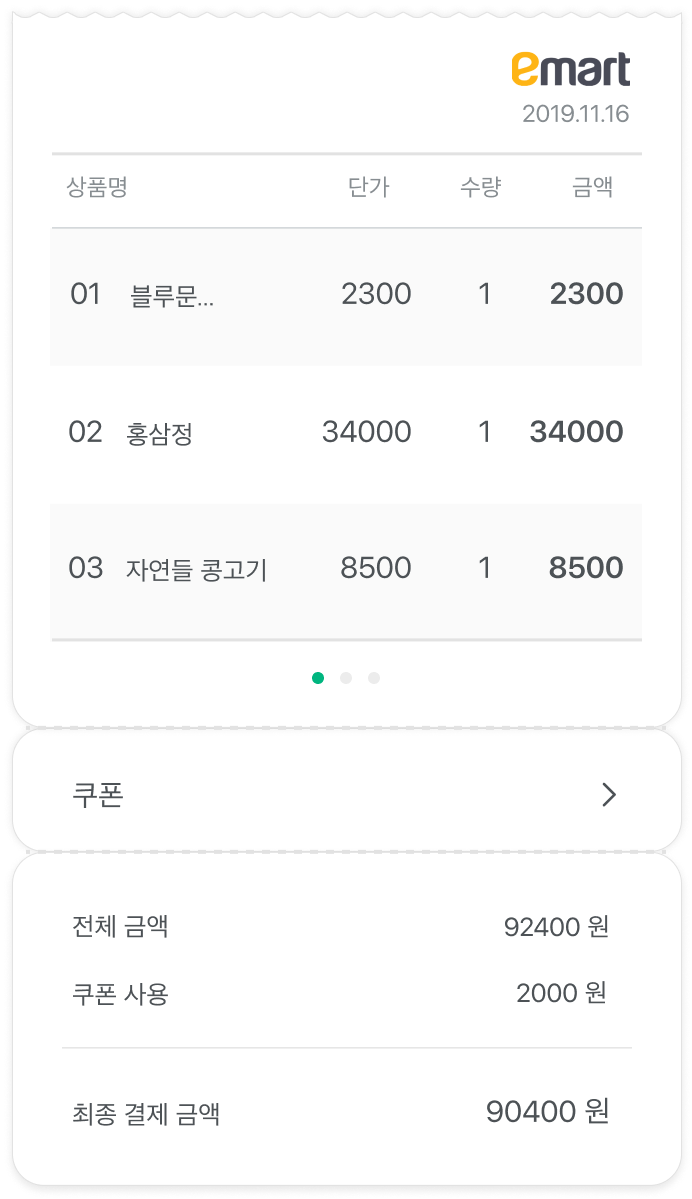 emart
2019.11.16
상품명 단가 수량 금액
01 블루문... 2300 1 2300
02 홍삼정 34000 1 34000
03 자연들 콩고기 8500 1 8500
쿠폰
전체 금액 92400 원
쿠폰 사용 2000 원
최종 결제 금액 90400 원